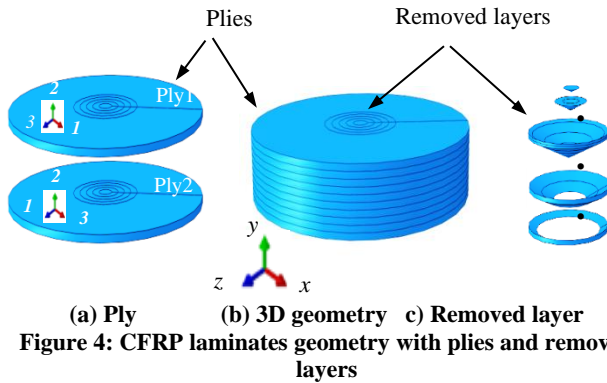 Plies
Removed layers
2
Ply1
3
1
2
Ply2
1
3
y
z
x
(a) Ply
(b) 3D geometry
c) Removed layer
Figure 4: CFRP laminates geometry with plies and remov
layers